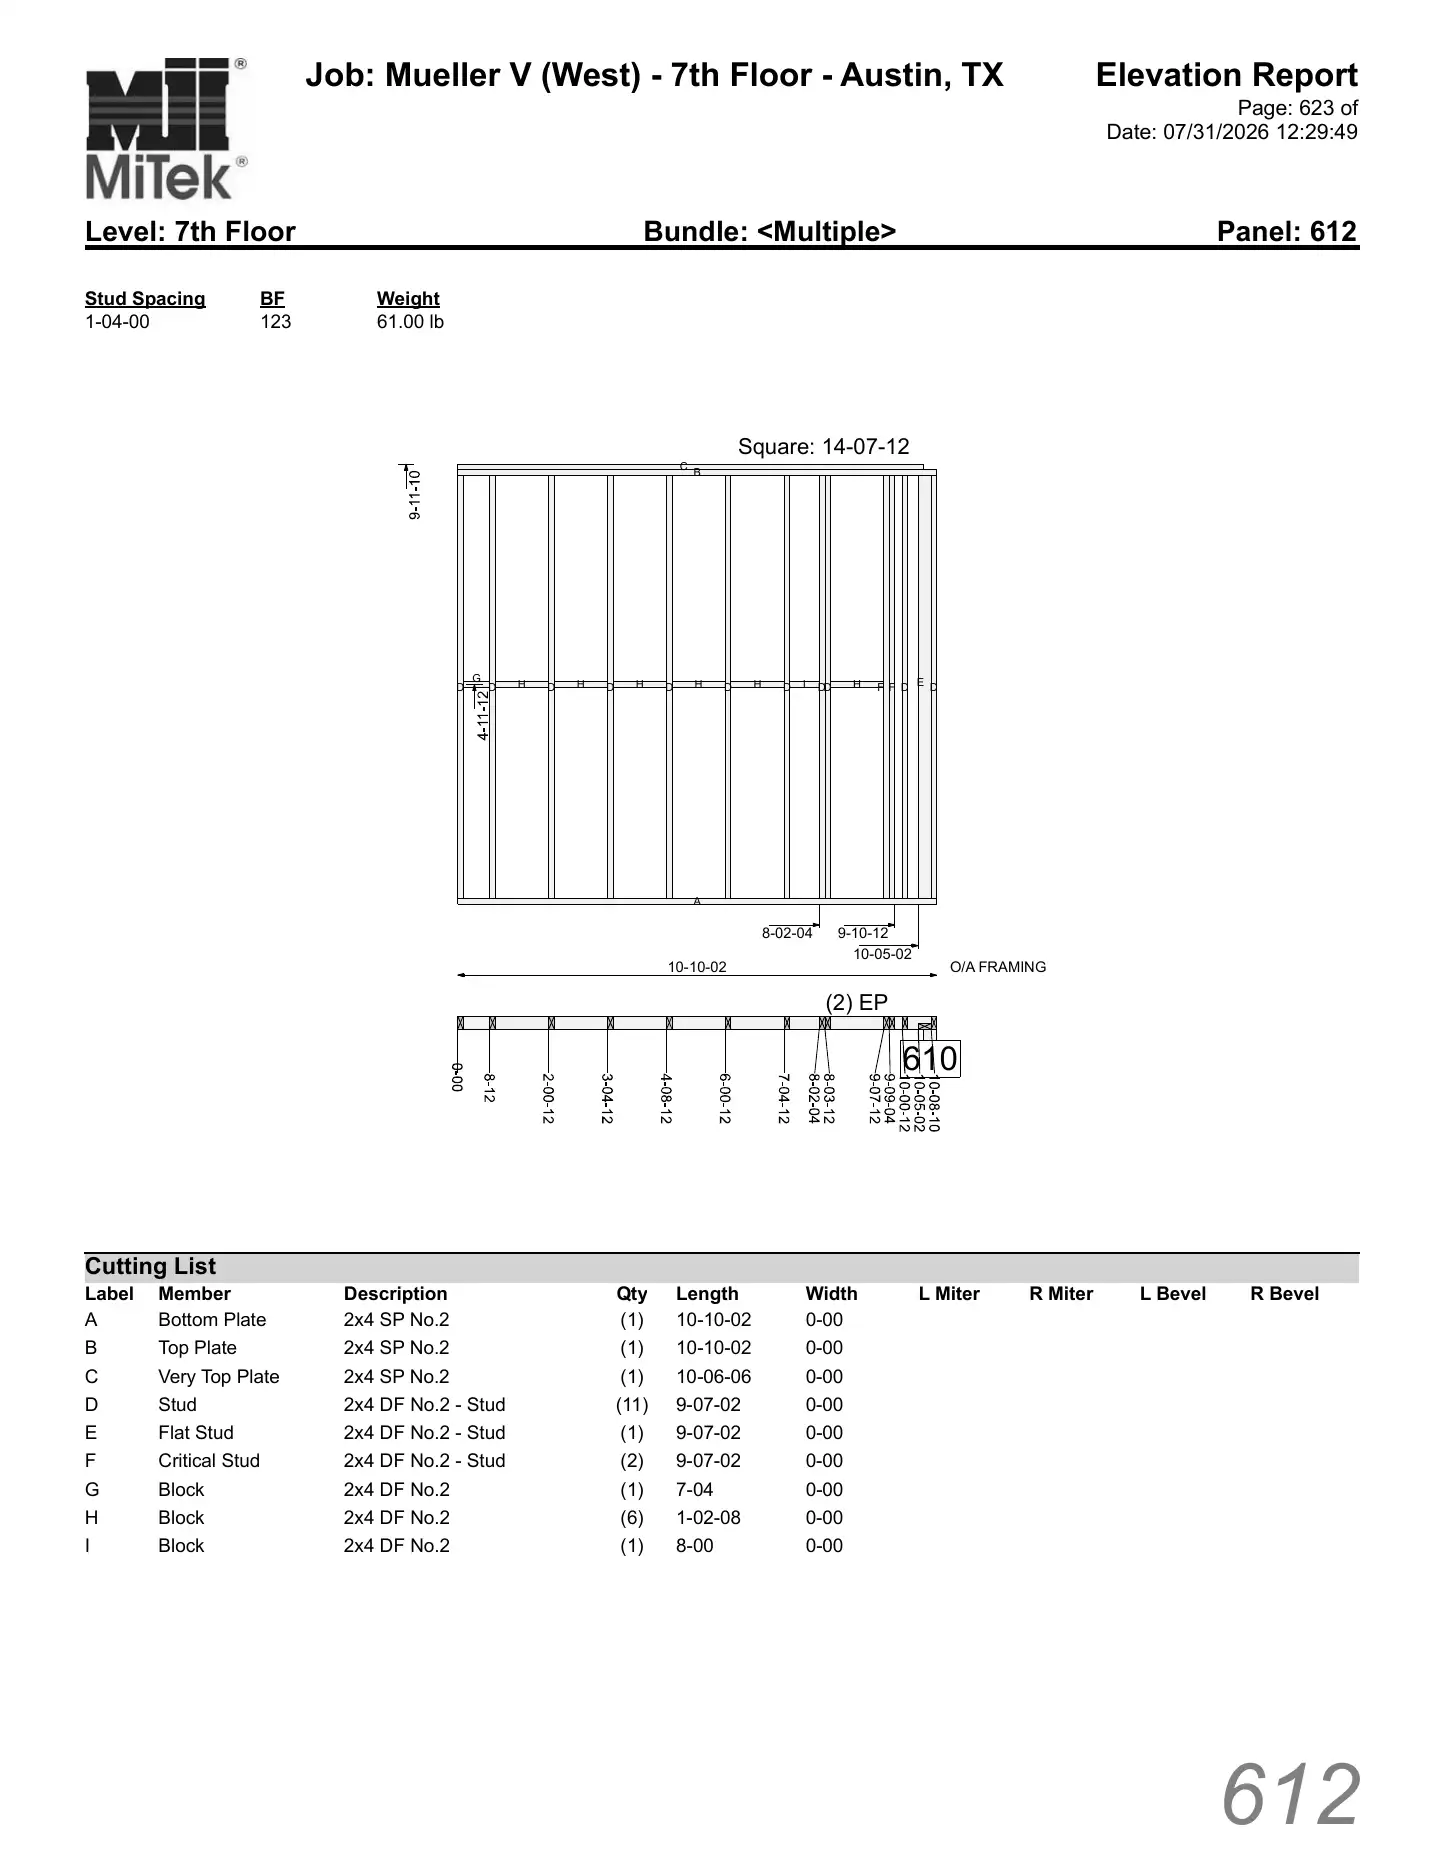 Job: Mueller V (West) - 7th Floor - Austin, TX
Elevation Report
Page: 623 of
Date: 07/31/2026 12:29:49
MiTek®
Level: 7th Floor Bundle: <Multiple> Panel: 612
Stud Spacing BF Weight
1-04-00 123 61.00 lb
Square: 14-07-12
C
B
9-11-10
G
D D H D H D H D H D H D I D D H F F D E D
4-11-12
A
8-02-04 9-10-12
10-05-02
10-10-02 O/A FRAMING
(2) EP
610
0-00 8-12 2-00-12 3-04-12 4-08-12 6-00-12 7-04-12 8-02-04 8-03-12 9-07-12 9-09-04 10-00-12 10-05-02 10-08-10
Cutting List
Label Member Description Qty Length Width L Miter R Miter L Bevel R Bevel
A Bottom Plate 2x4 SP No.2 (1) 10-10-02 0-00
B Top Plate 2x4 SP No.2 (1) 10-10-02 0-00
C Very Top Plate 2x4 SP No.2 (1) 10-06-06 0-00
D Stud 2x4 DF No.2 - Stud (11) 9-07-02 0-00
E Flat Stud 2x4 DF No.2 - Stud (1) 9-07-02 0-00
F Critical Stud 2x4 DF No.2 - Stud (2) 9-07-02 0-00
G Block 2x4 DF No.2 (1) 7-04 0-00
H Block 2x4 DF No.2 (6) 1-02-08 0-00
I Block 2x4 DF No.2 (1) 8-00 0-00
612